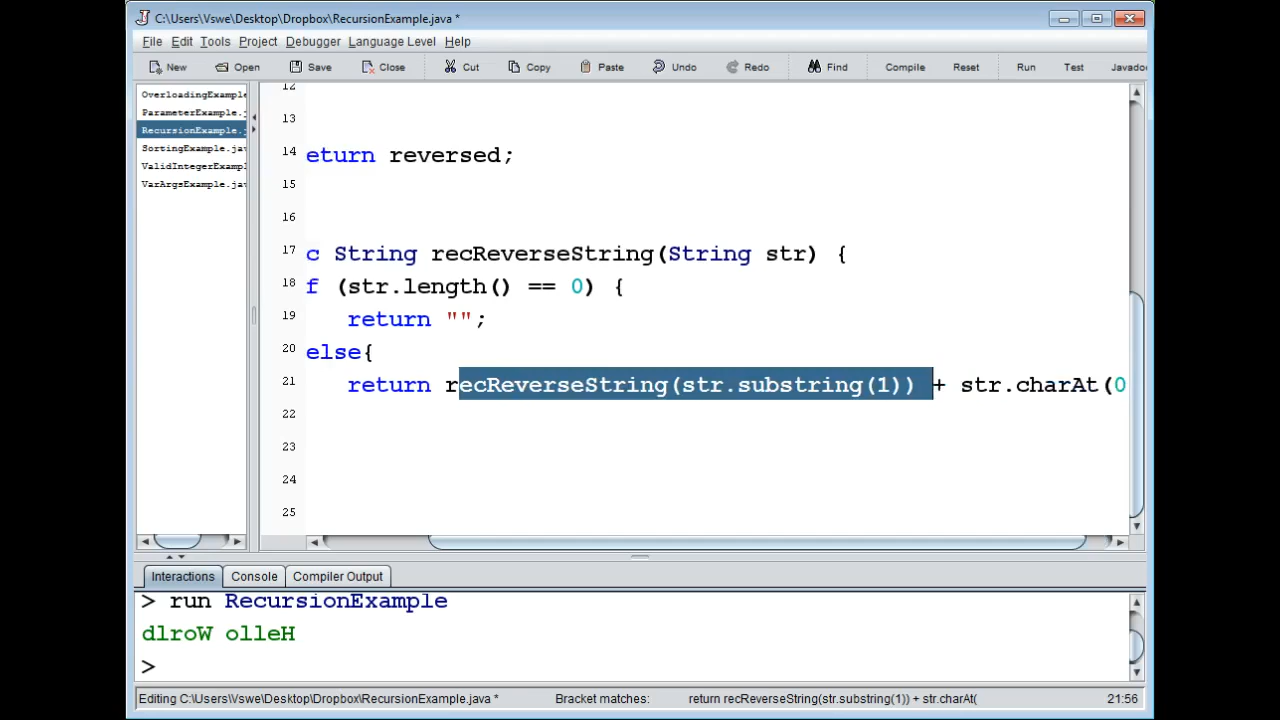 C:\Users\Vswe\Desktop\Dropbox\RecursionExample.java *
File Edit Tools Project Debugger Language Level Help
New Open Save Close Cut Copy Paste Undo Redo Find Compile Reset Run Test Javado
OverloadingExample
ParameterExample.j
RecursionExample.j
SortingExample.jav
ValidIntegerExampl
VarArgsExample.jav
12
13
14 eturn reversed;
15
16
17 c String recReverseString(String str) {
18 f (str.length() == 0) {
19 return "";
20 else{
21 return recReverseString(str.substring(1)) + str.charAt(0
22
23
24
25
Interactions Console Compiler Output
> run RecursionExample
dlroW olleH
>
Editing C:\Users\Vswe\Desktop\Dropbox\RecursionExample.java * Bracket matches: return recReverseString(str.substring(1)) + str.charAt( 21:56